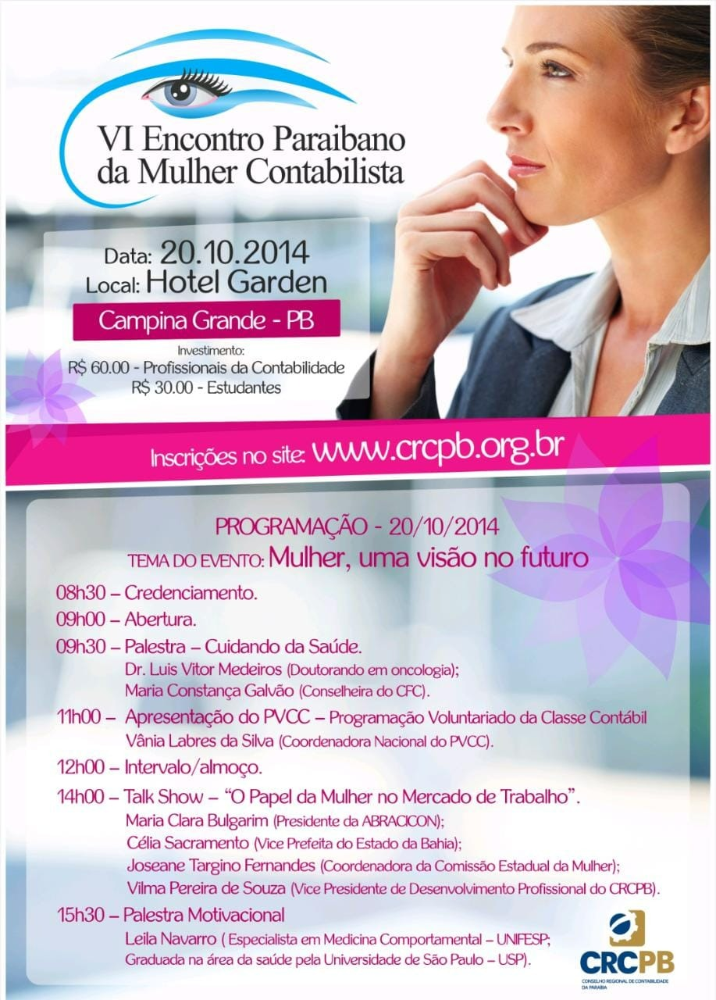 VI Encontro Paraibano
da Mulher Contabilista
Data: 20.10.2014
Local: Hotel Garden
Campina Grande - PB
Investimento:
R$ 60.00 - Profissionais da Contabilidade
R$ 30.00 - Estudantes
Inscrições no site: www.crcpb.org.br
PROGRAMAÇÃO - 20/10/2014
TEMA DO EVENTO: Mulher, uma visão no futuro
08h30 – Credenciamento.
09h00 – Abertura.
09h30 – Palestra – Cuidando da Saúde.
Dr. Luis Vitor Medeiros (Doutorando em oncologia);
Maria Constança Galvão (Conselheira do CFC).
11h00 – Apresentação do PVCC – Programação Voluntariado da Classe Contábil
Vânia Labres da Silva (Coordenadora Nacional do PVCC).
12h00 – Intervalo/almoço.
14h00 – Talk Show – “O Papel da Mulher no Mercado de Trabalho”.
Maria Clara Bulgarim (Presidente da ABRACICON);
Célia Sacramento (Vice Prefeita do Estado da Bahia);
Joseane Targino Fernandes (Coordenadora da Comissão Estadual da Mulher);
Vilma Pereira de Souza (Vice Presidente de Desenvolvimento Profissional do CRCPB).
15h30 – Palestra Motivacional
Leila Navarro ( Especialista em Medicina Comportamental – UNIFESP;
Graduada na área da saúde pela Universidade de São Paulo – USP).
CRCPB
CONSELHO REGIONAL DE CONTABILIDADE
DA PARAÍBA